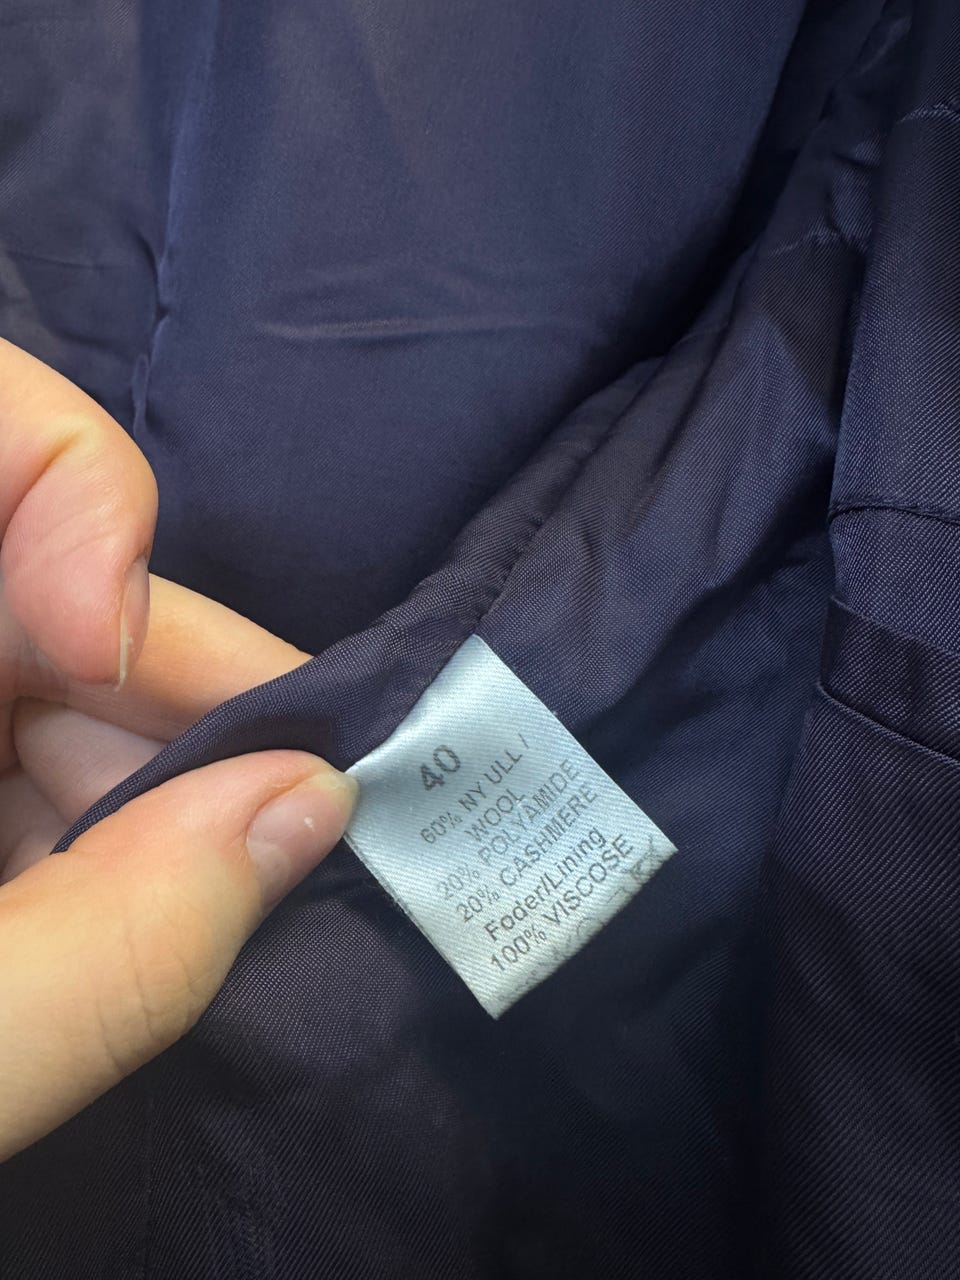 40
60% NY ULL /
WOOL
20% POLYAMIDE
20% CASHMERE
Foder/Lining
100% VISCOSE